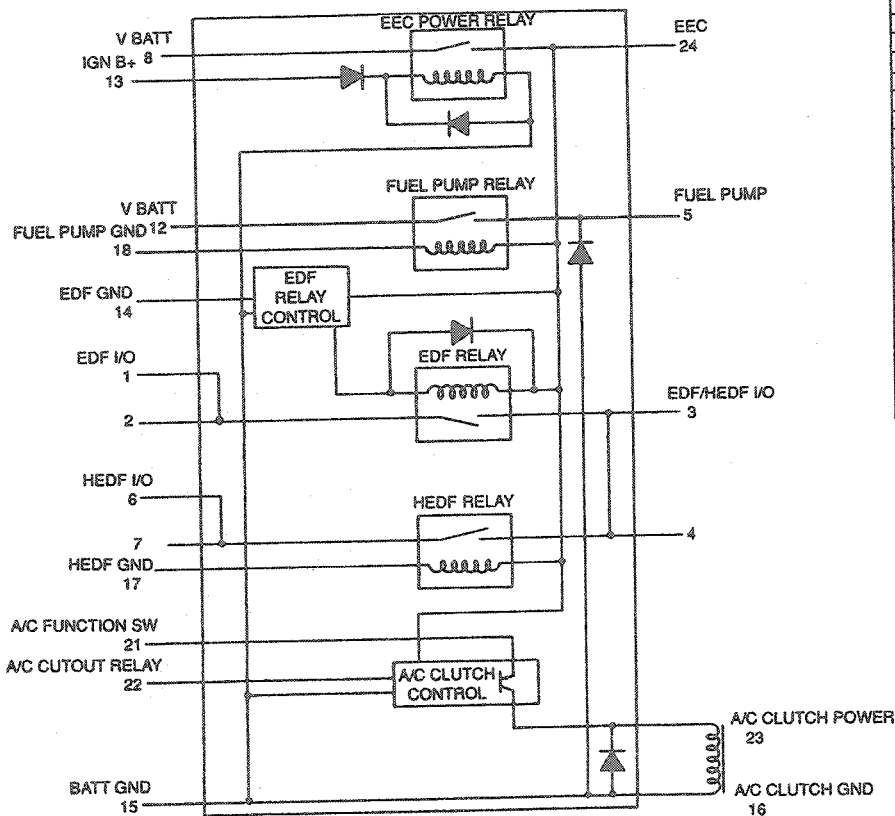 EEC POWER RELAY
V BATT
8
EEC
24
IGN B+
13
FUEL PUMP RELAY
V BATT
12
FUEL PUMP
5
FUEL PUMP GND
18
EDF GND
14
EDF
RELAY
CONTROL
EDF I/O
1
EDF RELAY
2
EDF/HEDF I/O
3
HEDF I/O
6
HEDF RELAY
7
4
HEDF GND
17
A/C FUNCTION SW
21
A/C CUTOUT RELAY
22
A/C CLUTCH
CONTROL
A/C CLUTCH POWER
23
BATT GND
15
A/C CLUTCH GND
16